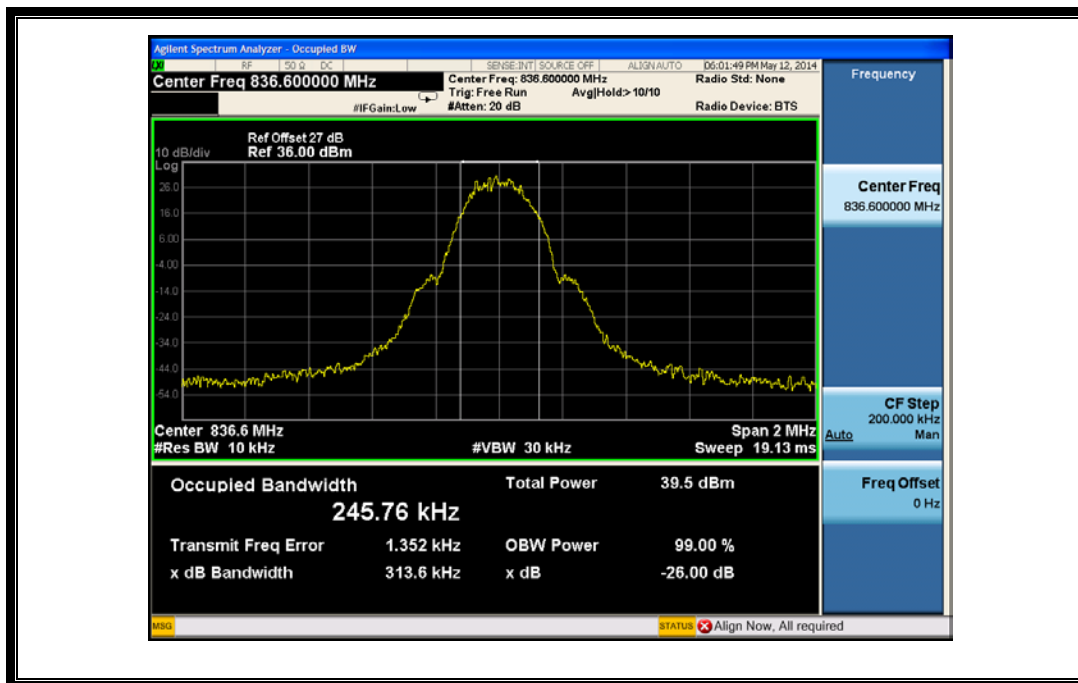 Agilent Spectrum Analyzer - Occupied BW
RF 50 Ω DC SENSE:INT SOURCE OFF ALIGN AUTO 06:01:49 PM May 12, 2014
Center Freq 836.600000 MHz
Center Freq: 836.600000 MHz Radio Std: None
Trig: Free Run Avg|Hold:> 10/10
#IFGain:Low #Atten: 20 dB Radio Device: BTS
Ref Offset 27 dB
10 dB/div Ref 36.00 dBm
Log
26.0
16.0
6.00
-4.00
-14.0
-24.0
-34.0
-44.0
-54.0
Center 836.6 MHz Span 2 MHz
#Res BW 10 kHz #VBW 30 kHz Sweep 19.13 ms
Occupied Bandwidth Total Power 39.5 dBm
245.76 kHz
Transmit Freq Error 1.352 kHz OBW Power 99.00 %
x dB Bandwidth 313.6 kHz x dB -26.00 dB
Frequency
Center Freq
836.600000 MHz
CF Step
200.000 kHz
Auto Man
Freq Offset
0 Hz
MSG STATUS Align Now, All required